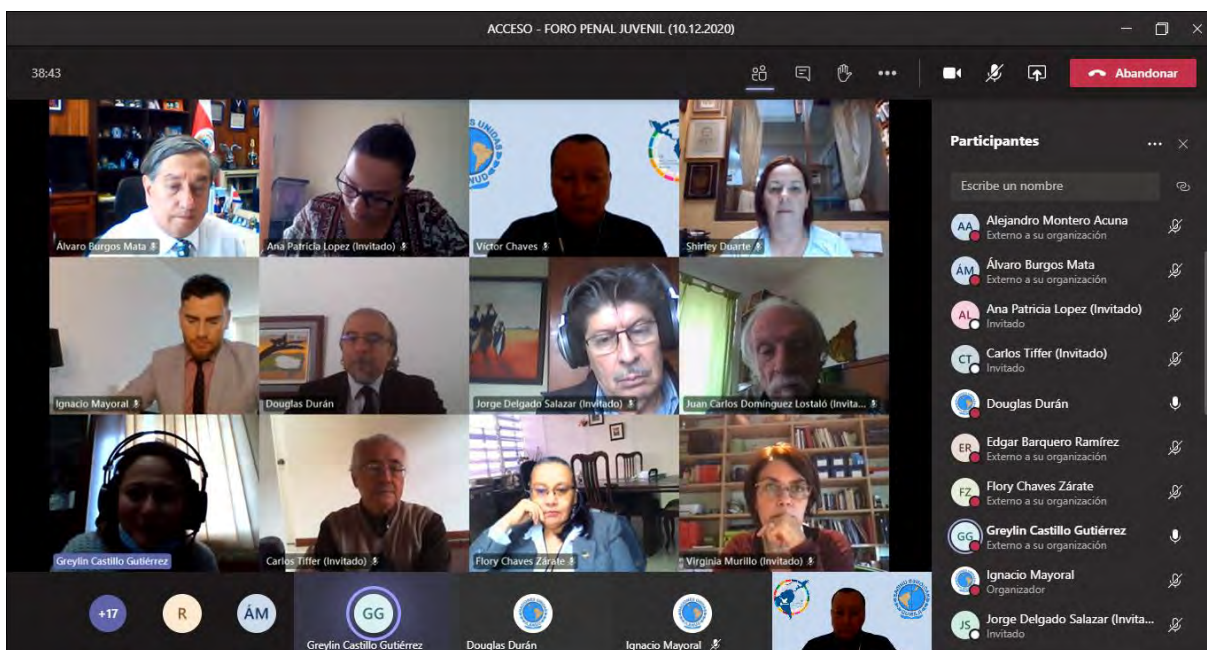 ACCESO - FORO PENAL JUVENIL (10.12.2020)
38:43
Abandonar
Álvaro Burgos Mata
Ana Patricia Lopez (Invitado)
Víctor Chaves
Shirley Duarte
Ignacio Mayoral
Douglas Durán
Jorge Delgado Salazar (Invitado)
Juan Carlos Domínguez Lostaló (Invita...
Greylin Castillo Gutiérrez
Carlos Tiffer (Invitado)
Flory Chaves Zárate
Virginia Murillo (Invitado)
+17
R
ÁM
GG
Greylin Castillo Gutiérrez
Douglas Durán
Ignacio Mayoral
Participantes
Escribe un nombre
AA
Alejandro Montero Acuna
Externo a su organización
ÁM
Álvaro Burgos Mata
Externo a su organización
AL
Ana Patricia Lopez (Invitado)
Invitado
CT
Carlos Tiffer (Invitado)
Invitado
Douglas Durán
ER
Edgar Barquero Ramírez
Externo a su organización
FZ
Flory Chaves Zárate
Externo a su organización
GG
Greylin Castillo Gutiérrez
Externo a su organización
Ignacio Mayoral
Organizador
JS
Jorge Delgado Salazar (Invita...
Invitado